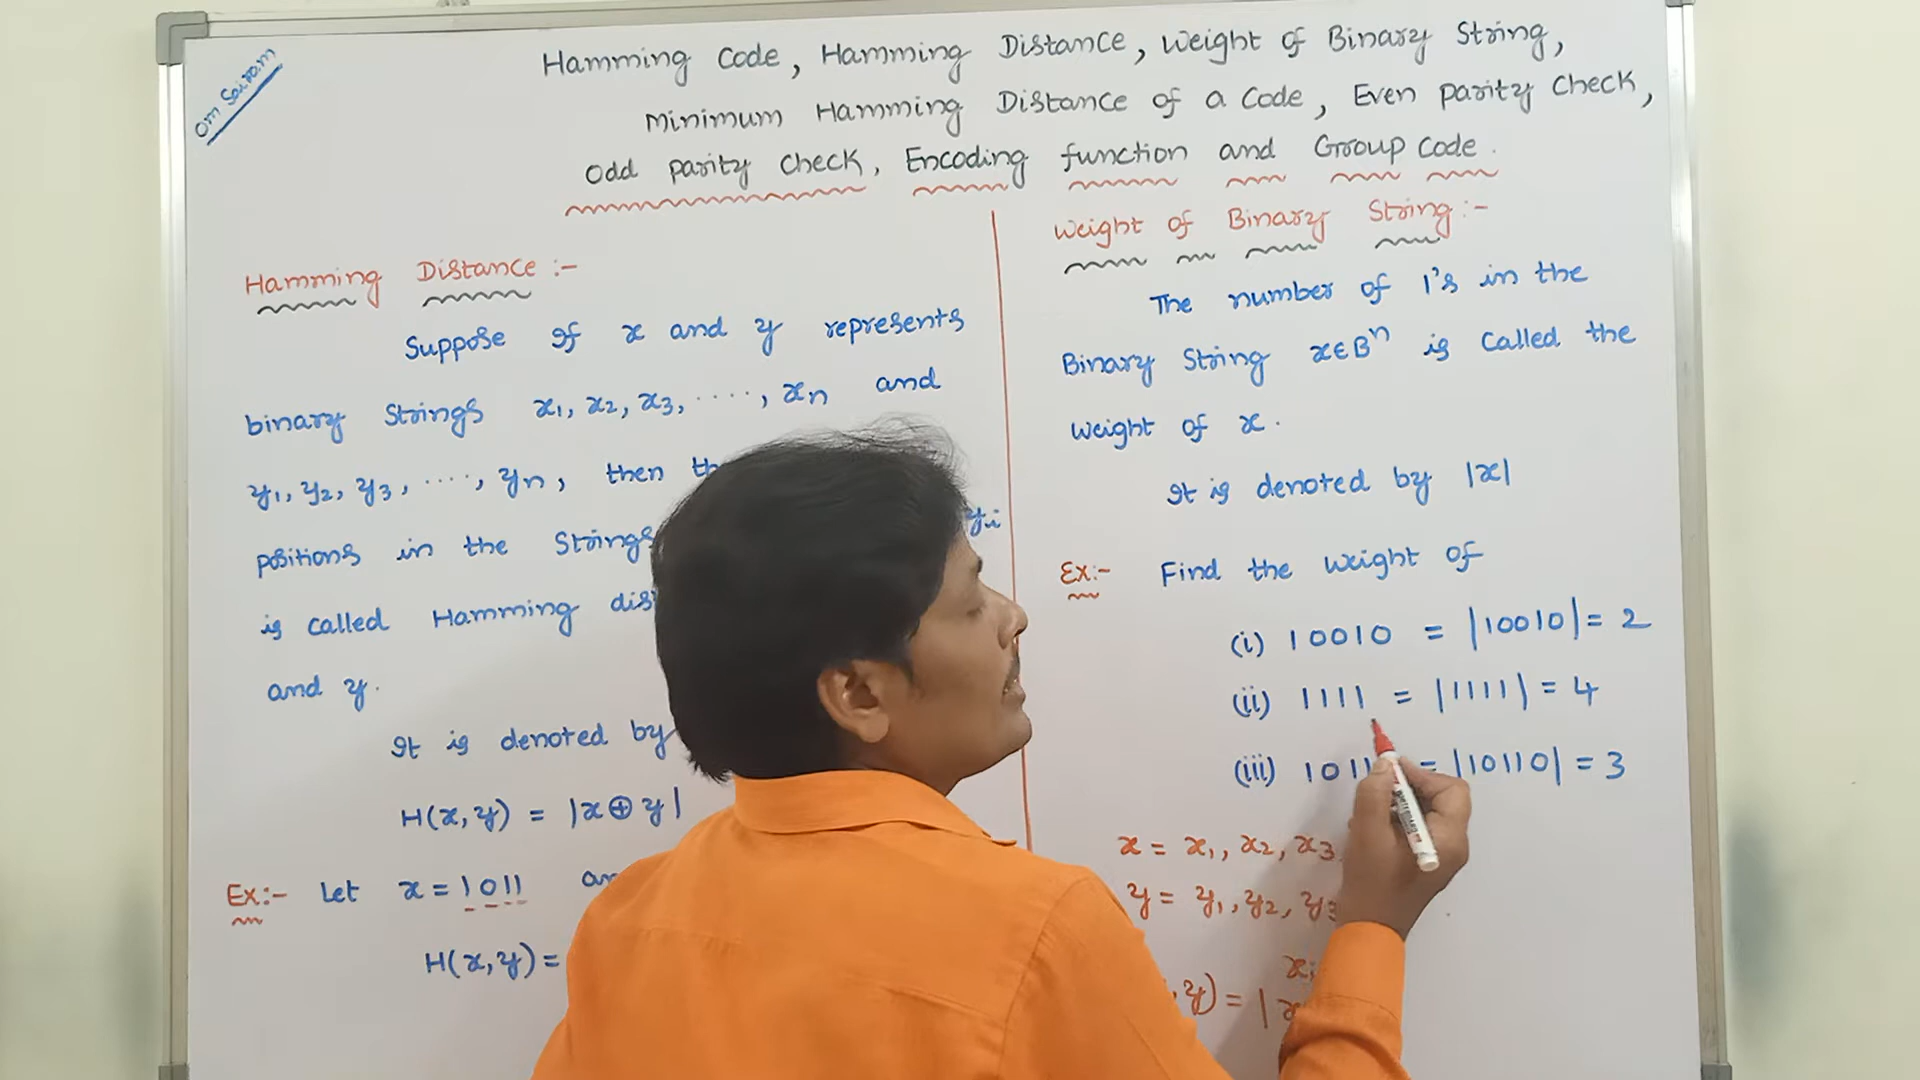 Om Sairam
Hamming Code, Hamming Distance, Weight of Binary String,
Minimum Hamming Distance of a Code, Even parity Check,
Odd parity Check, Encoding function and Group Code.
Hamming Distance :-
Suppose If x and y represents
binary Strings x₁, x₂, x₃, ....., xₙ and
y₁, y₂, y₃, ....., yₙ, then
positions in the Strings yᵢ
is called Hamming
and y.
It is denoted by
H(x,y) = |x⊕y|
Ex:- Let x = 1011
H(x,y) =
Weight of Binary String :-
The number of 1's in the
Binary String x∈Bⁿ is called the
weight of x.
It is denoted by |x|
Ex:- Find the weight of
(i) 10010 = |10010| = 2
(ii) 1111 = |1111| = 4
(iii) 1011 = |10110| = 3
x = x₁, x₂, x₃
y = y₁, y₂, y₃
xᵢ
,y) = |x